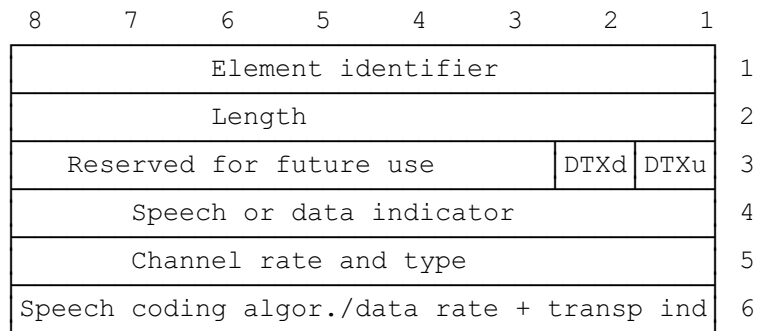 8 7 6 5 4 3 2 1
Element identifier 1
Length 2
Reserved for future use DTXd DTXu 3
Speech or data indicator 4
Channel rate and type 5
Speech coding algor./data rate + transp ind 6